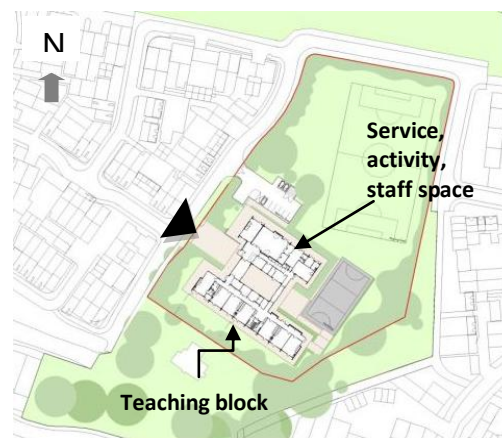 N
Service,
activity,
staff space
Teaching block